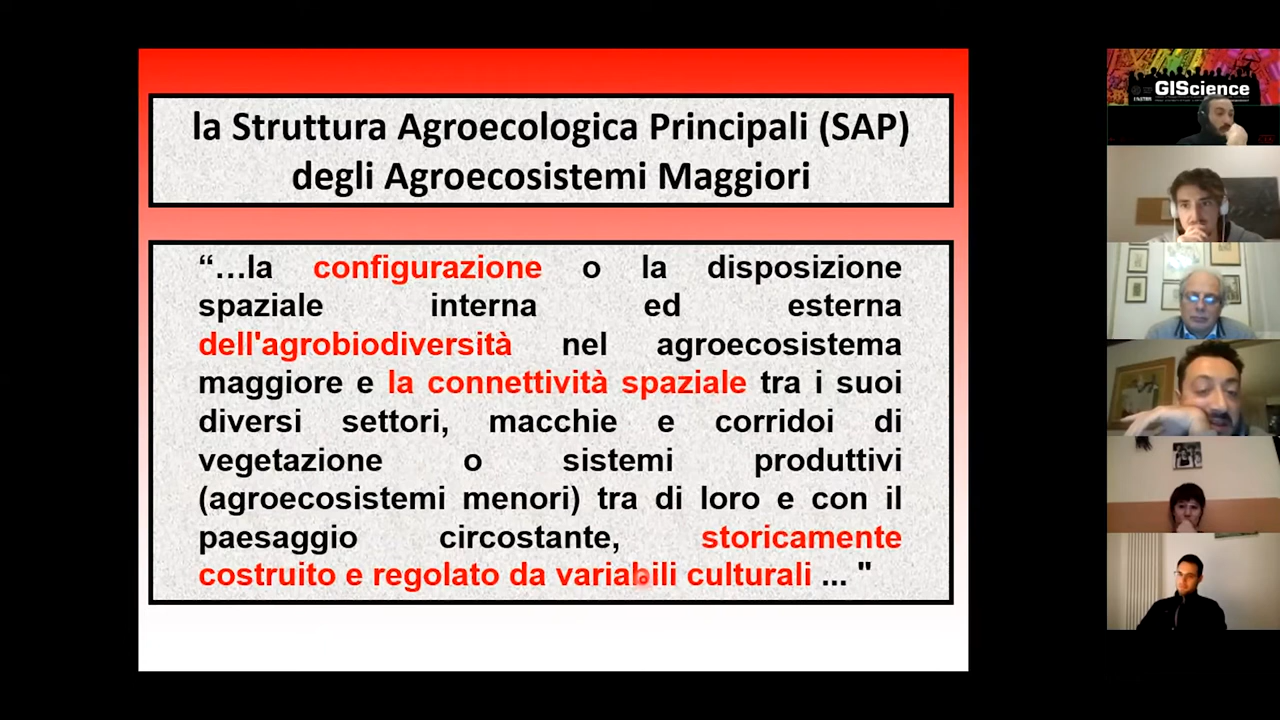 la Struttura Agroecologica Principali (SAP)
degli Agroecosistemi Maggiori
“…la configurazione o la disposizione
spaziale interna ed esterna
dell'agrobiodiversità nel agroecosistema
maggiore e la connettività spaziale tra i suoi
diversi settori, macchie e corridoi di
vegetazione o sistemi produttivi
(agroecosistemi menori) tra di loro e con il
paesaggio circostante, storicamente
costruito e regolato da variabili culturali ... "
GIScience